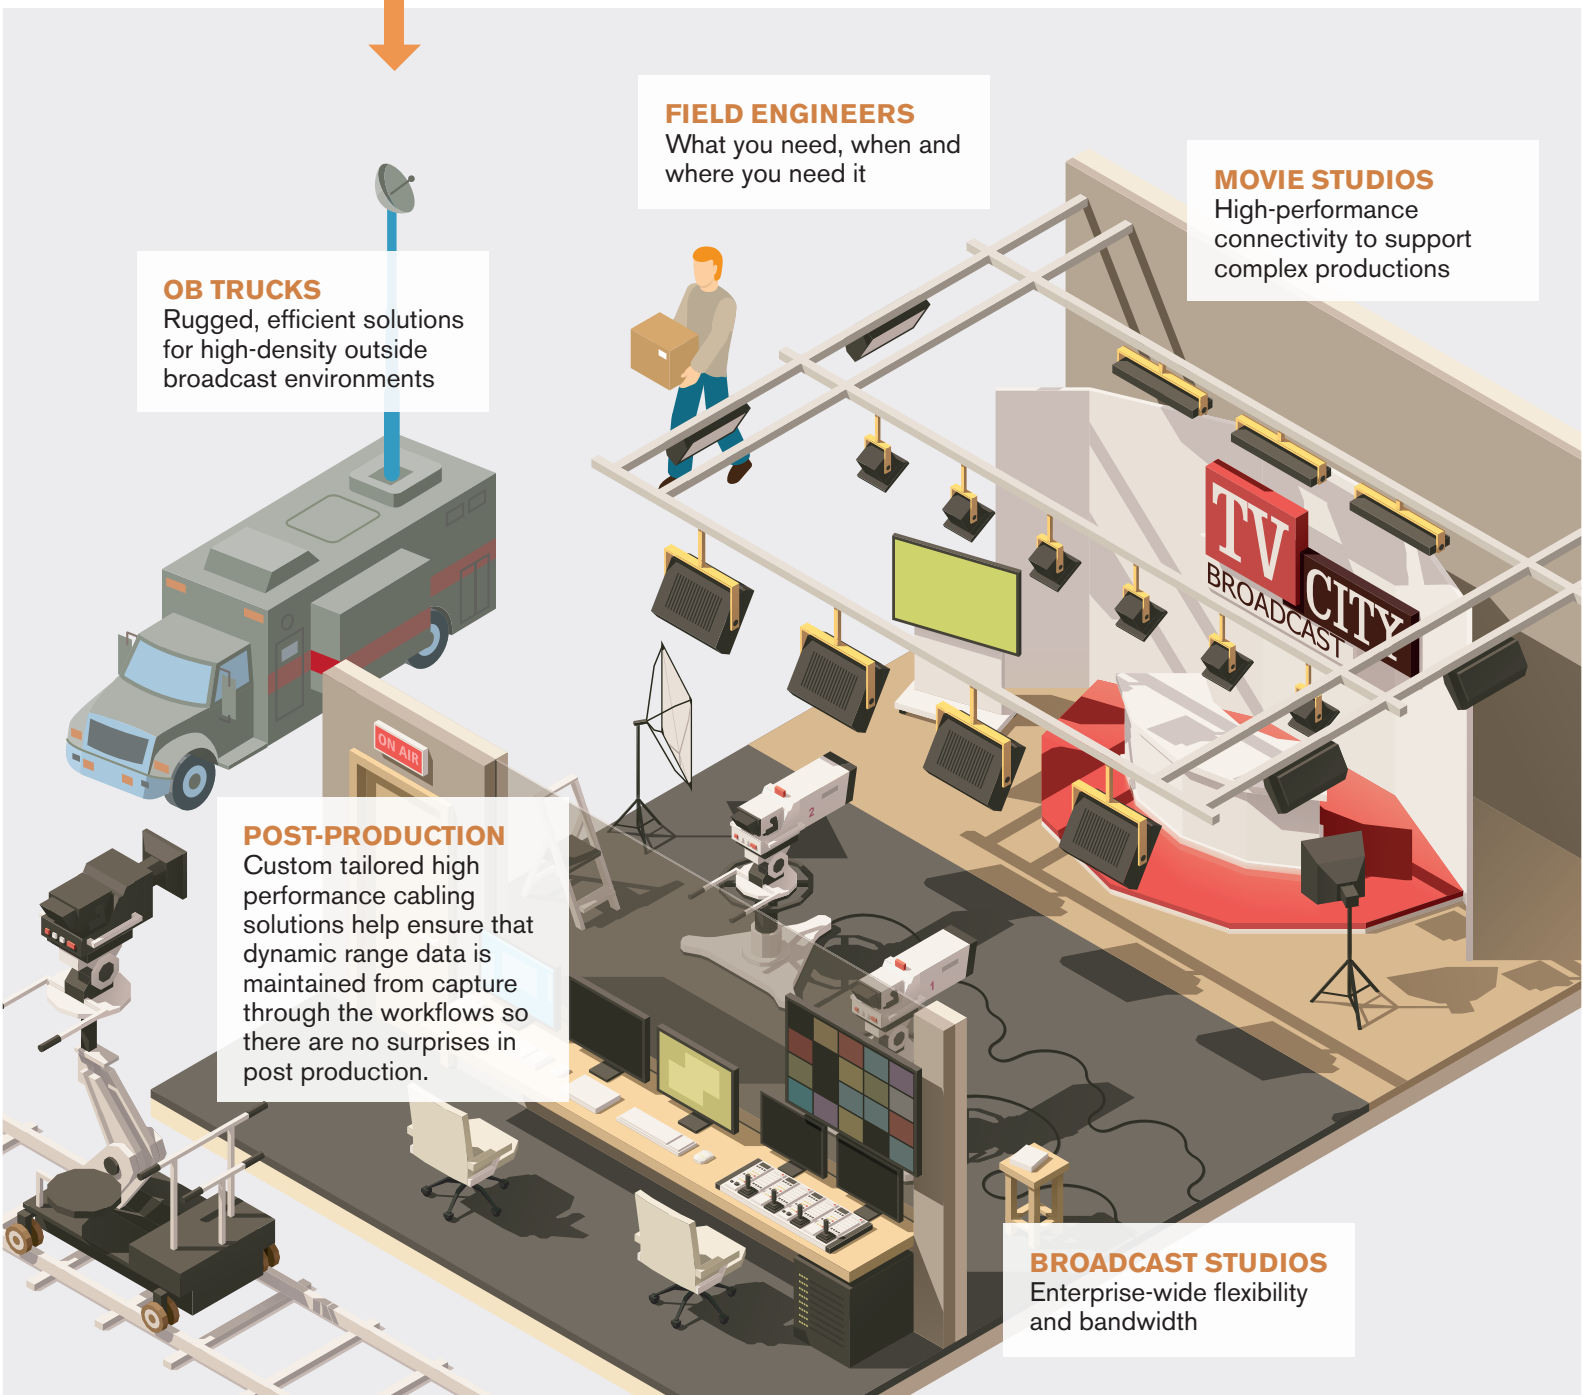 FIELD ENGINEERS
What you need, when and
where you need it
MOVIE STUDIOS
High-performance
connectivity to support
complex productions
OB TRUCKS
Rugged, efficient solutions
for high-density outside
broadcast environments
TV
CITY
BROADCAST
ON AIR
2
1
POST-PRODUCTION
Custom tailored high
performance cabling
solutions help ensure that
dynamic range data is
maintained from capture
through the workflows so
there are no surprises in
post production.
BROADCAST STUDIOS
Enterprise-wide flexibility
and bandwidth